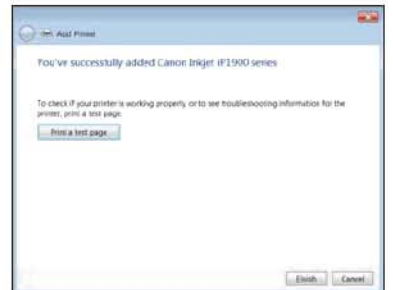 Add Printer
You've successfully added Canon Inkjet iP1900 series
To check if your printer is working properly, or to see troubleshooting information for the
printer, print a test page.
Print a test page
Finish Cancel